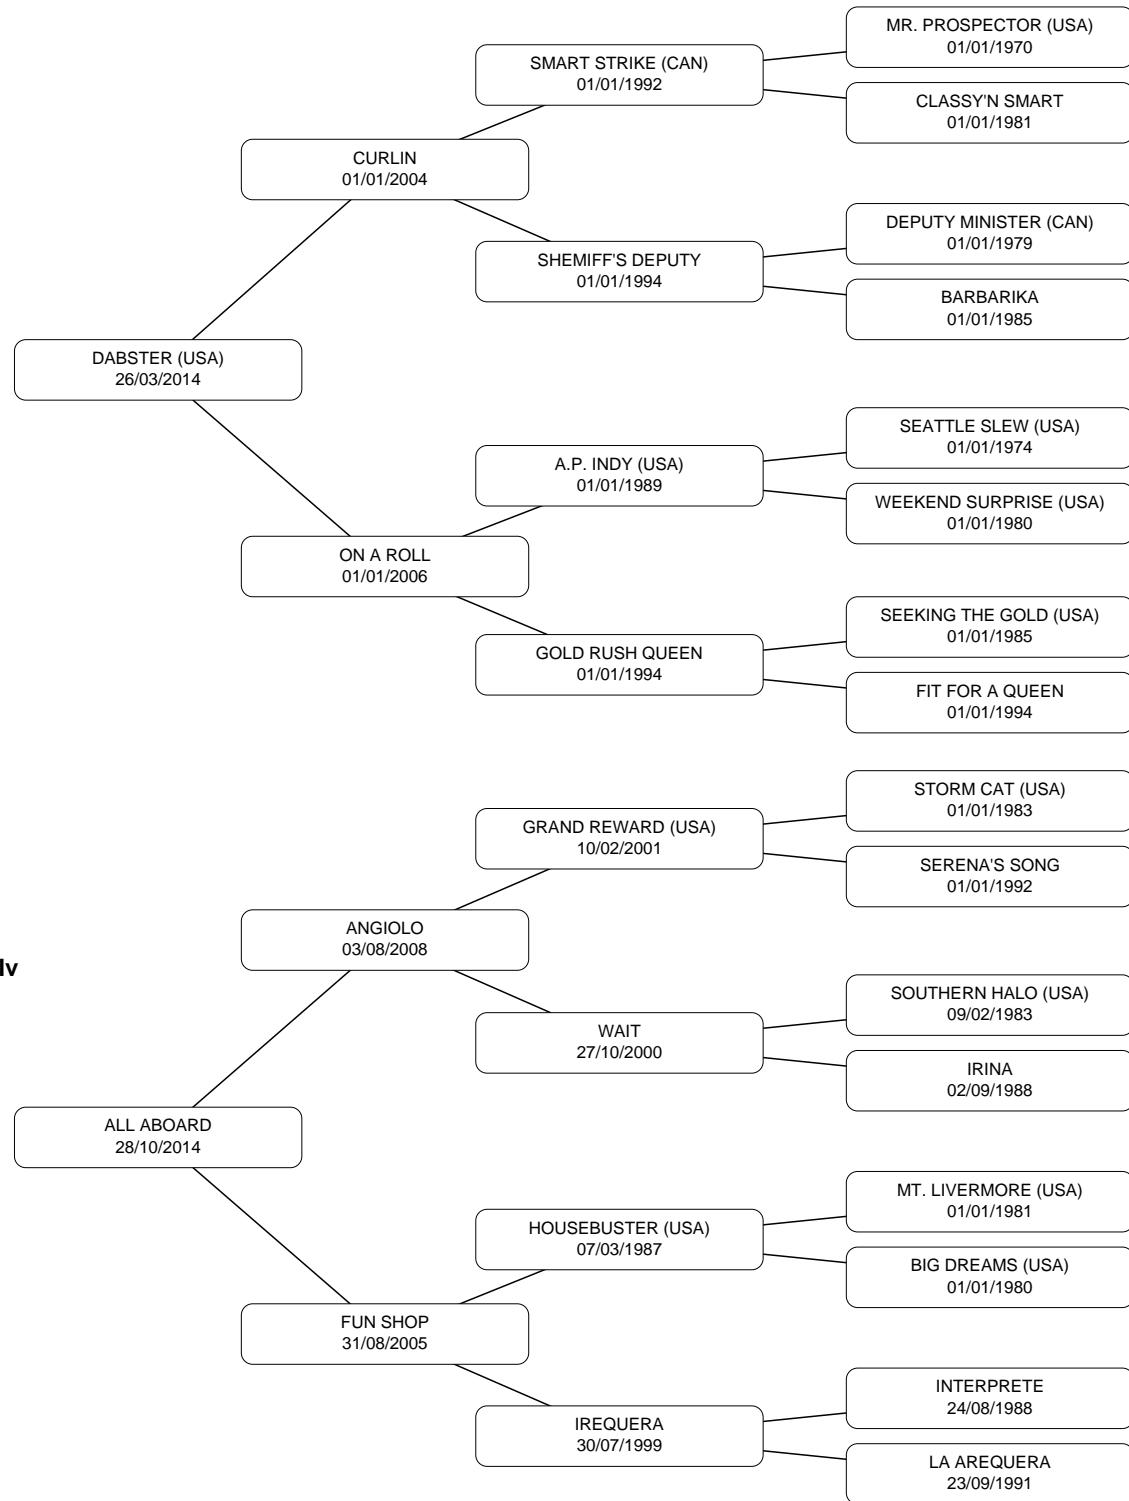 MR. PROSPECTOR (USA)
01/01/1970
SMART STRIKE (CAN)
01/01/1992
CLASSY'N SMART
01/01/1981
CURLIN
01/01/2004
DEPUTY MINISTER (CAN)
01/01/1979
SHEMIFF'S DEPUTY
01/01/1994
BARBARIKA
01/01/1985
DABSTER (USA)
26/03/2014
SEATTLE SLEW (USA)
01/01/1974
A.P. INDY (USA)
01/01/1989
WEEKEND SURPRISE (USA)
01/01/1980
ON A ROLL
01/01/2006
SEEKING THE GOLD (USA)
01/01/1985
GOLD RUSH QUEEN
01/01/1994
FIT FOR A QUEEN
01/01/1994
STORM CAT (USA)
01/01/1983
GRAND REWARD (USA)
10/02/2001
SERENA'S SONG
01/01/1992
ANGIOLO
03/08/2008
SOUTHERN HALO (USA)
09/02/1983
WAIT
27/10/2000
IRINA
02/09/1988
ALL ABOARD
28/10/2014
MT. LIVERMORE (USA)
01/01/1981
HOUSEBUSTER (USA)
07/03/1987
BIG DREAMS (USA)
01/01/1980
FUN SHOP
31/08/2005
INTERPRETE
24/08/1988
IREQUERA
30/07/1999
LA AREQUERA
23/09/1991